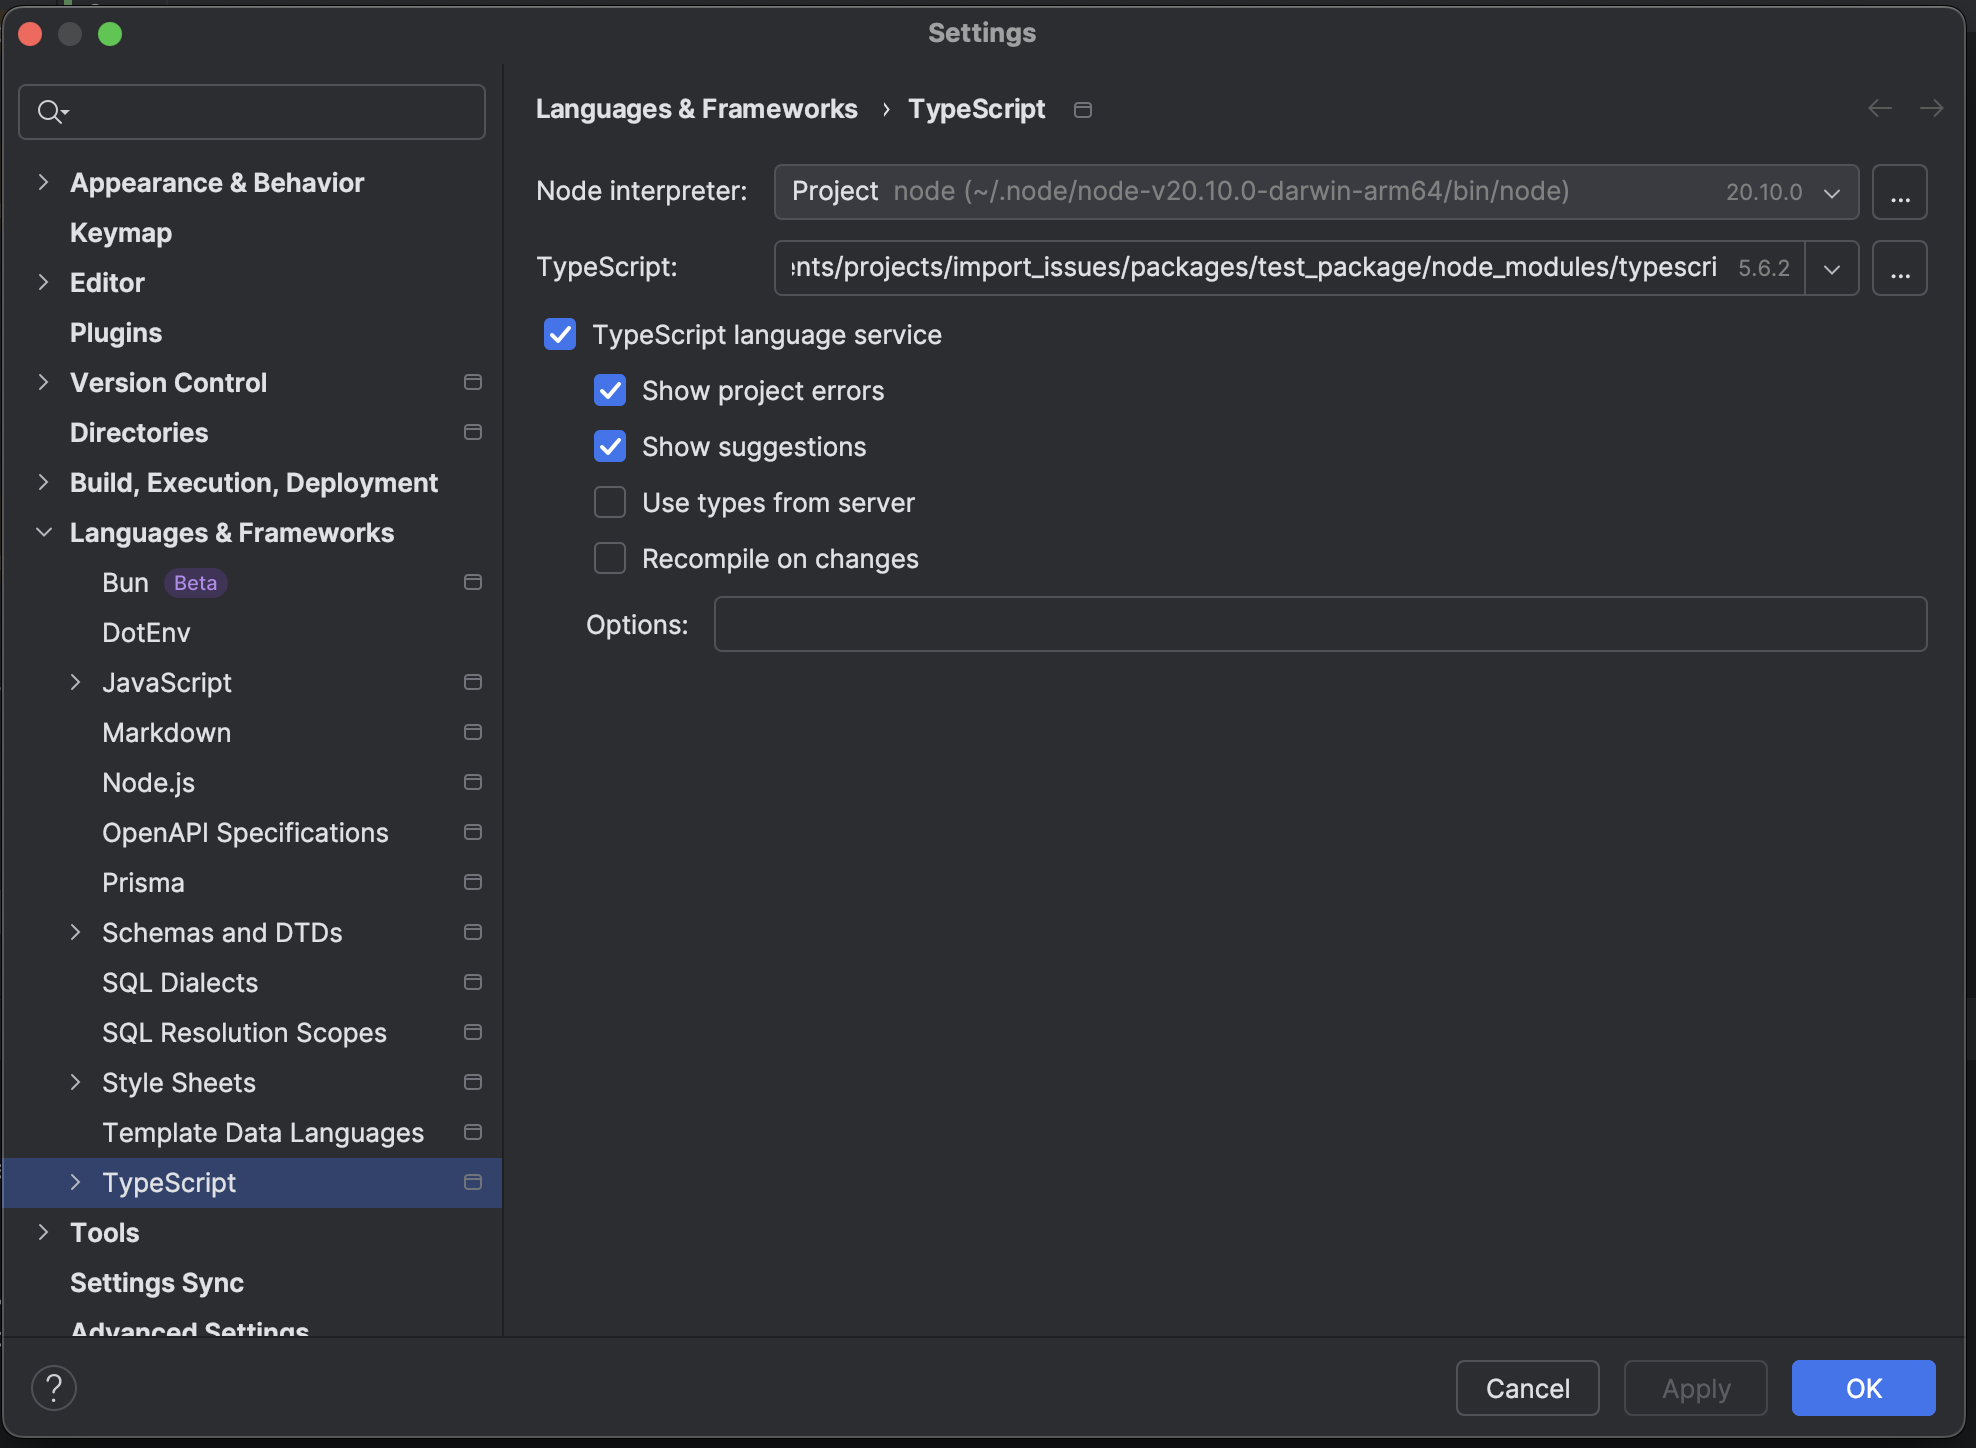 Settings
Languages & Frameworks › TypeScript
Appearance & Behavior
Keymap
Editor
Plugins
Version Control
Directories
Build, Execution, Deployment
Languages & Frameworks
Bun Beta
DotEnv
JavaScript
Markdown
Node.js
OpenAPI Specifications
Prisma
Schemas and DTDs
SQL Dialects
SQL Resolution Scopes
Style Sheets
Template Data Languages
TypeScript
Tools
Settings Sync
Advanced Settings
Node interpreter: Project node (~/.node/node-v20.10.0-darwin-arm64/bin/node) 20.10.0 ...
TypeScript: ents/projects/import_issues/packages/test_package/node_modules/typescri 5.6.2 ...
TypeScript language service
Show project errors
Show suggestions
Use types from server
Recompile on changes
Options:
?
Cancel Apply OK